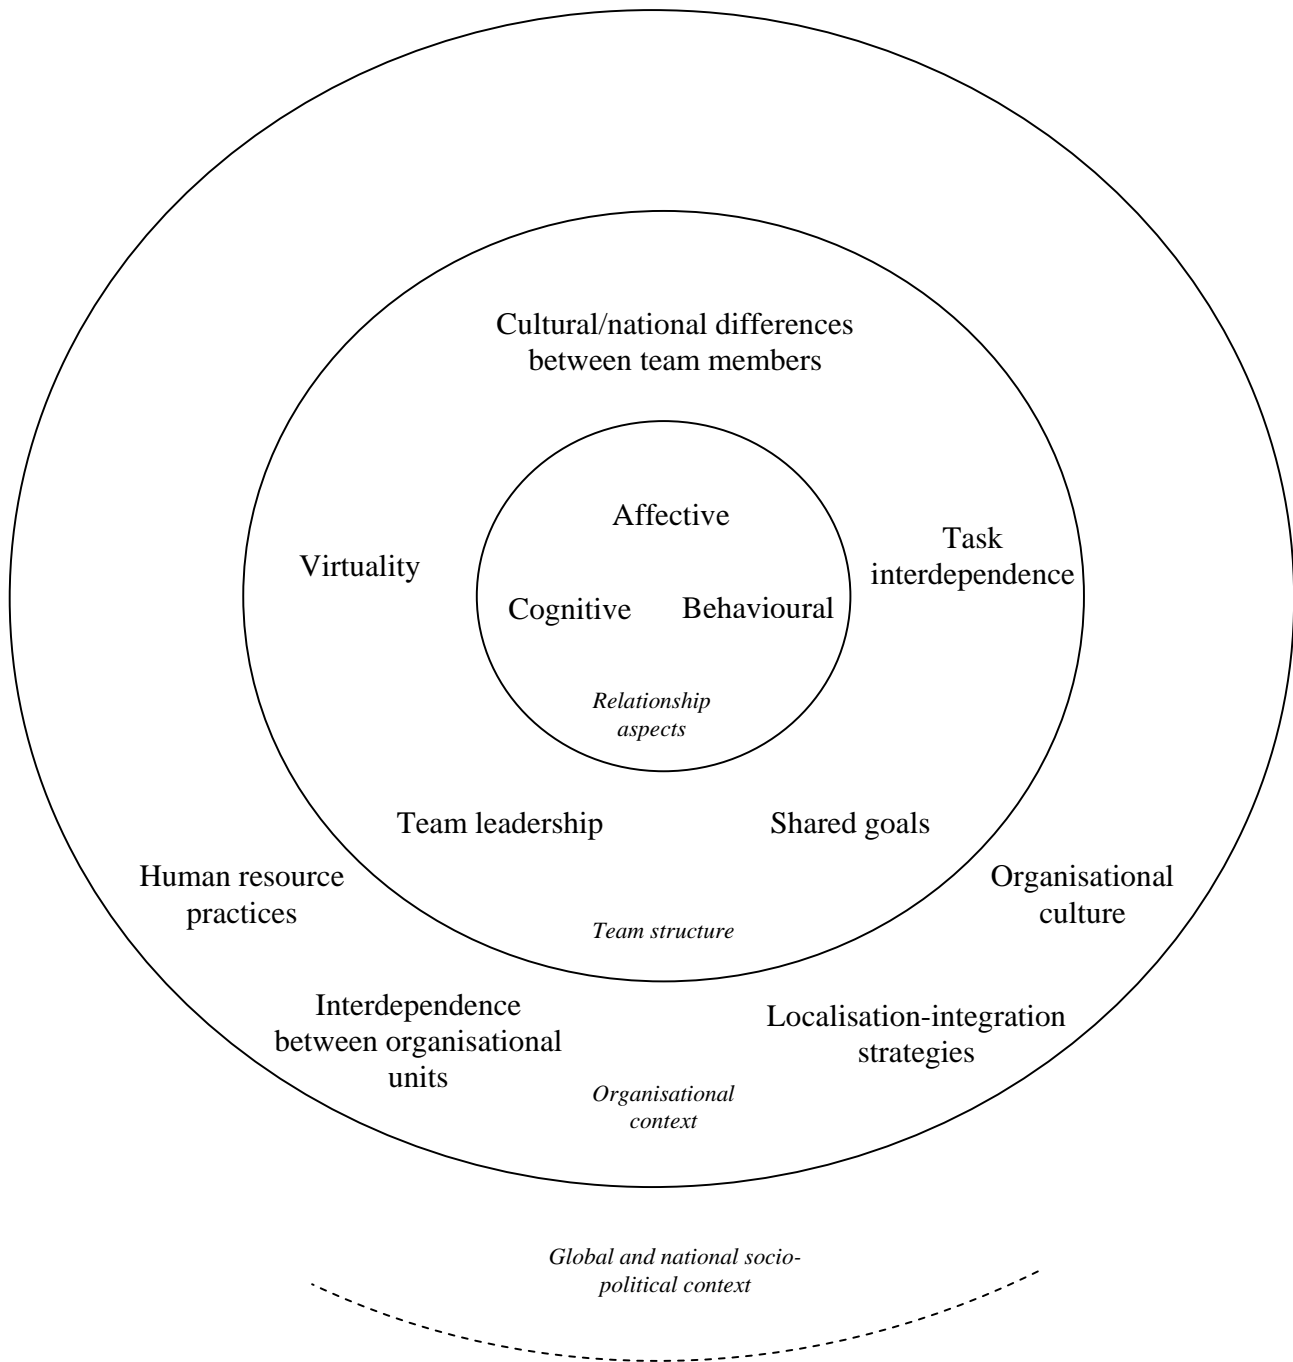 Cultural/national differences
between team members
Affective
Virtuality
Task
interdependence
Cognitive
Behavioural
Relationship
aspects
Team leadership
Shared goals
Human resource
practices
Organisational
culture
Team structure
Interdependence
between organisational
units
Localisation-integration
strategies
Organisational
context
Global and national socio-
political context